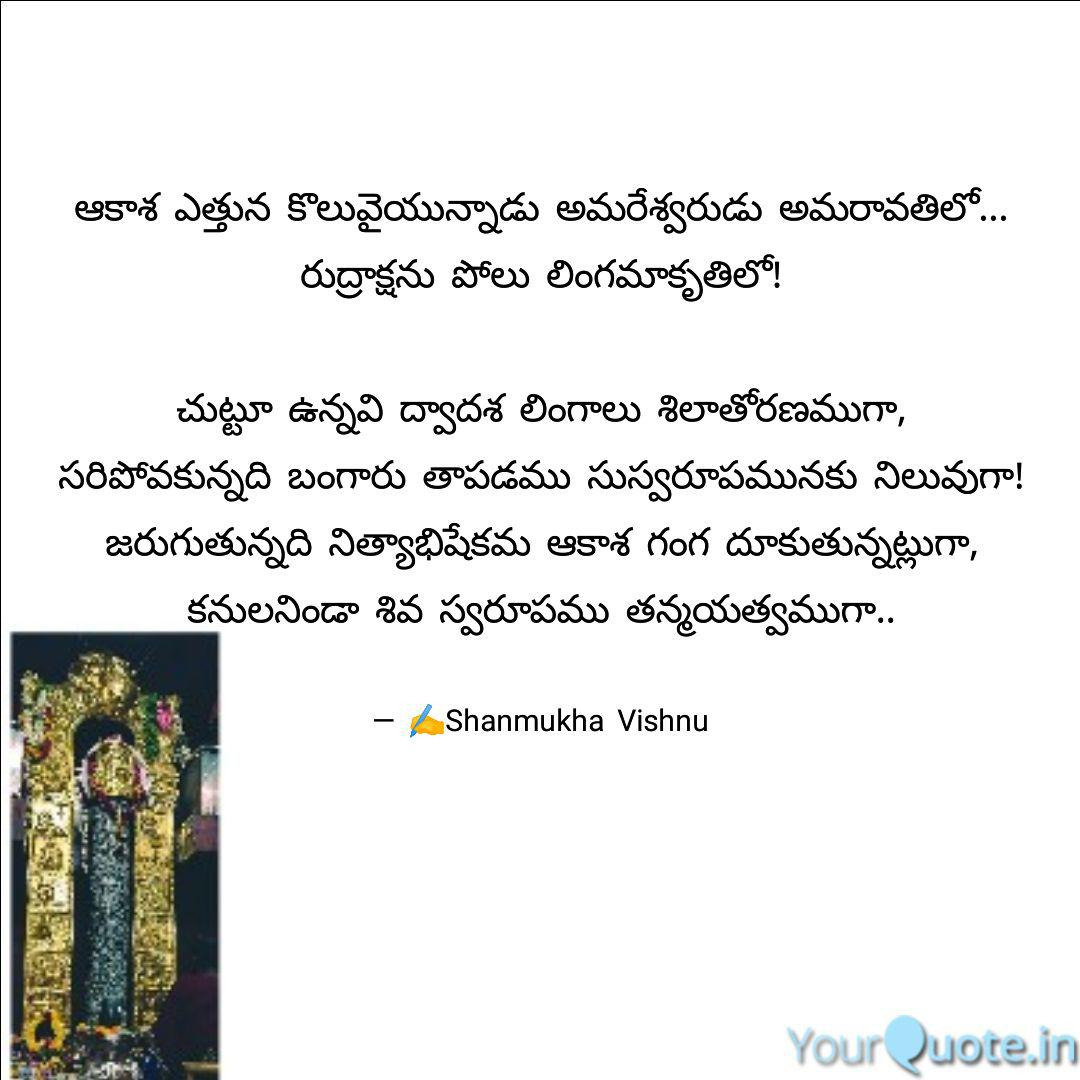 ఆకాశ ఎత్తున కొలువైయున్నాడు అమరేశ్వరుడు అమరావతిలో...
రుద్రాక్షను పోలు లింగమాకృతిలో!
చుట్టూ ఉన్నవి ద్వాదశ లింగాలు శిలాతోరణముగా,
సరిపోవకున్నది బంగారు తాపడము సుస్వరూపమునకు నిలువుగా!
జరుగుతున్నది నిత్యాభిషేకమ ఆకాశ గంగ దూకుతున్నట్లుగా,
కనులనిండా శివ స్వరూపము తన్మయత్వముగా..
– ✍Shanmukha Vishnu
YourQuote.in